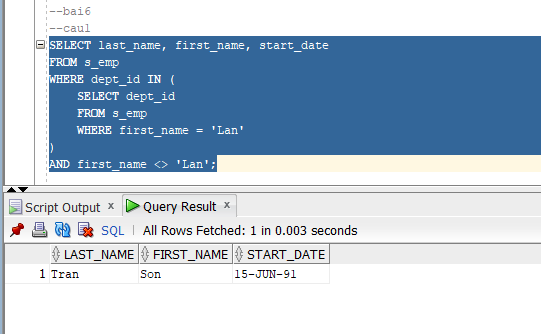 --bai6
--cau1
SELECT last_name, first_name, start_date
FROM s_emp
WHERE dept_id IN (
SELECT dept_id
FROM s_emp
WHERE first_name = 'Lan'
)
AND first_name <> 'Lan';
Script Output x Query Result x
SQL | All Rows Fetched: 1 in 0.003 seconds
LAST_NAME FIRST_NAME START_DATE
1 Tran Son 15-JUN-91